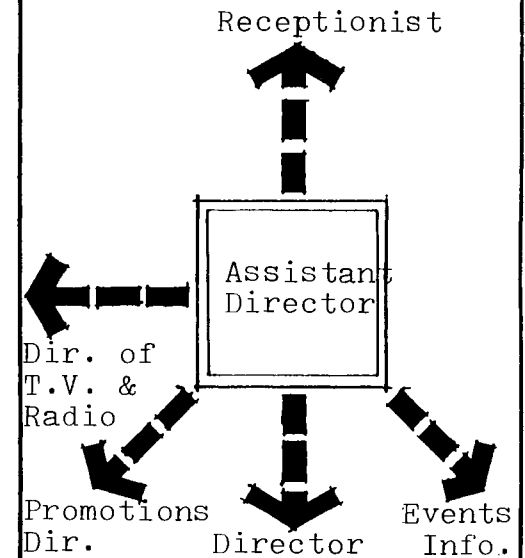 Receptionist
Assistant
Director
Dir. of
T.V. &
Radio
Promotions
Dir.
Director
Events
Info.